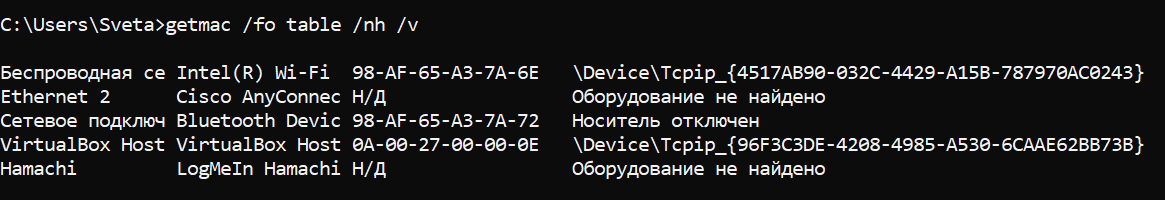 C:\Users\Sveta>getmac /fo table /nh /v
Беспроводная се Intel(R) Wi-Fi 98-AF-65-A3-7A-6E \Device\Tcpip_{4517AB90-032C-4429-A15B-787970AC0243}
Ethernet 2 Cisco AnyConnec Н/Д Оборудование не найдено
Сетевое подключ Bluetooth Devic 98-AF-65-A3-7A-72 Носитель отключен
VirtualBox Host VirtualBox Host 0A-00-27-00-00-0E \Device\Tcpip_{96F3C3DE-4208-4985-A530-6CAAE62BB73B}
Hamachi LogMeIn Hamachi Н/Д Оборудование не найдено